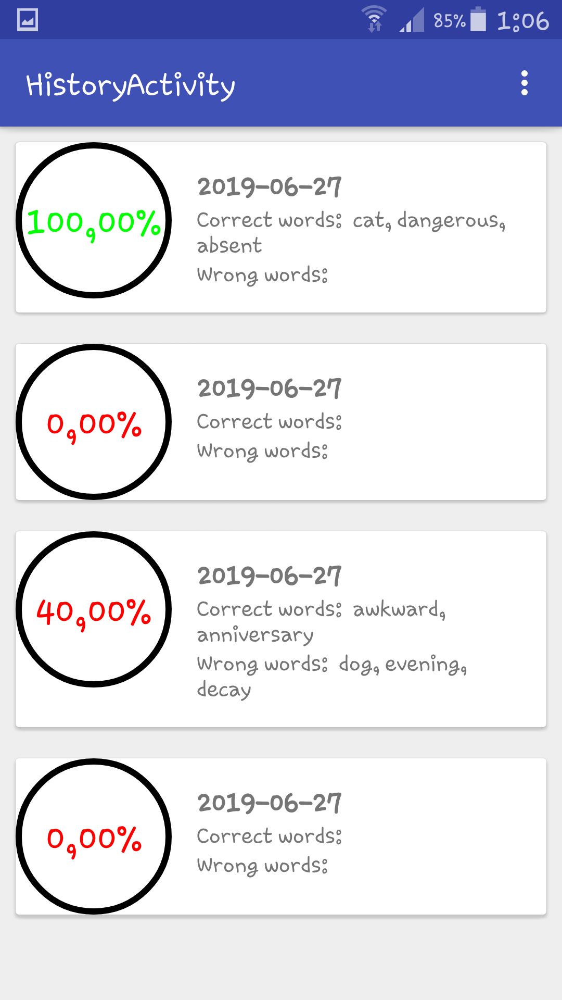 85% 1:06
HistoryActivity
100,00%
2019-06-27
Correct words: cat, dangerous,
absent
Wrong words:
0,00%
2019-06-27
Correct words:
Wrong words:
40,00%
2019-06-27
Correct words: awkward,
anniversary
Wrong words: dog, evening,
decay
0,00%
2019-06-27
Correct words:
Wrong words: